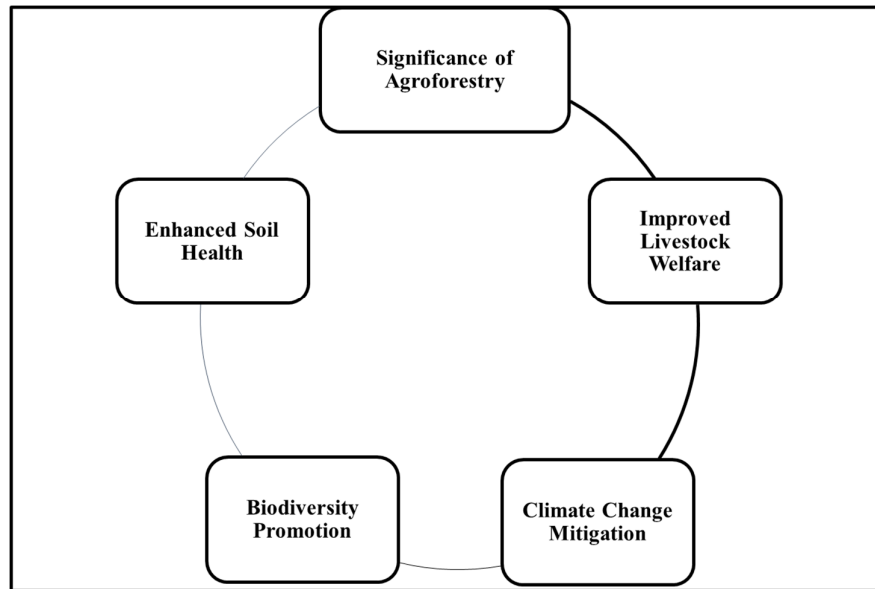 Significance of
Agroforestry
Improved
Livestock
Welfare
Climate Change
Mitigation
Biodiversity
Promotion
Enhanced Soil
Health